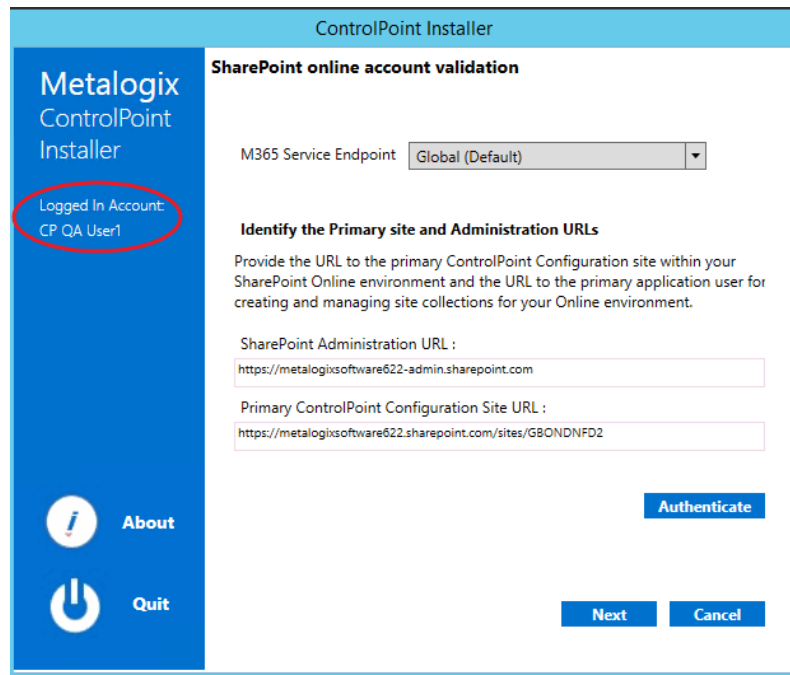 ControlPoint Installer
Metalogix
ControlPoint
Installer
Logged In Account:
CP QA User1
About
Quit
SharePoint online account validation
M365 Service Endpoint Global (Default)
Identify the Primary site and Administration URLs
Provide the URL to the primary ControlPoint Configuration site within your
SharePoint Online environment and the URL to the primary application user for
creating and managing site collections for your Online environment.
SharePoint Administration URL :
https://metalogixsoftware622-admin.sharepoint.com
Primary ControlPoint Configuration Site URL :
https://metalogixsoftware622.sharepoint.com/sites/GBONDNFD2
Authenticate
Next Cancel